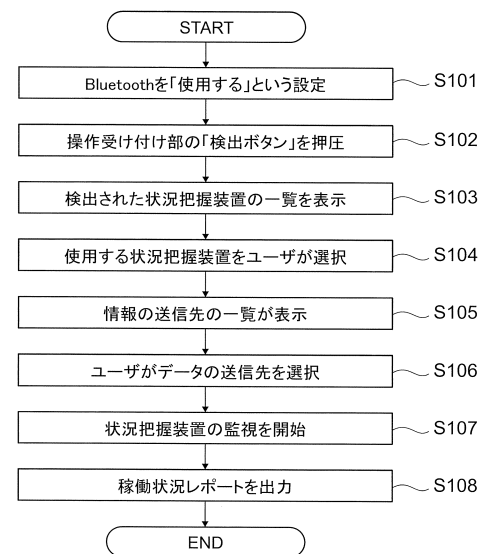 START
Bluetoothを「使用する」という設定 S101
操作受け付け部の「検出ボタン」を押圧 S102
検出された状況把握装置の一覧を表示 S103
使用する状況把握装置をユーザが選択 S104
情報の送信先の一覧が表示 S105
ユーザがデータの送信先を選択 S106
状況把握装置の監視を開始 S107
稼働状況レポートを出力 S108
END